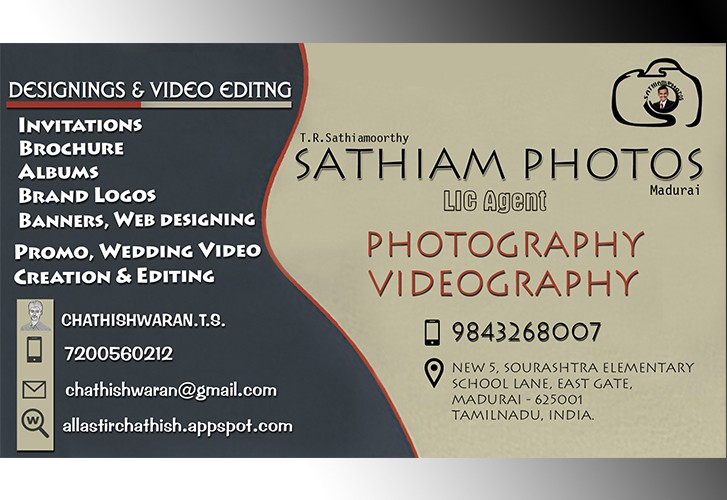 DESIGNINGS & VIDEO EDITNG
INVITATIONS
BROCHURE
ALBUMS
BRAND LOGOS
BANNERS, WEB DESIGNING
PROMO, WEDDING VIDEO
CREATION & EDITING
CHATHISHWARAN.T.S.
7200560212
chathishwaran@gmail.com
W
allastirchathish.appspot.com
T.R.Sathiamoorthy
SATHIAM PHOTOS
Madurai
LIC Agent
PHOTOGRAPHY
VIDEOGRAPHY
9843268007
NEW 5, SOURASHTRA ELEMENTARY
SCHOOL LANE, EAST GATE,
MADURAI - 625001
TAMILNADU, INDIA.